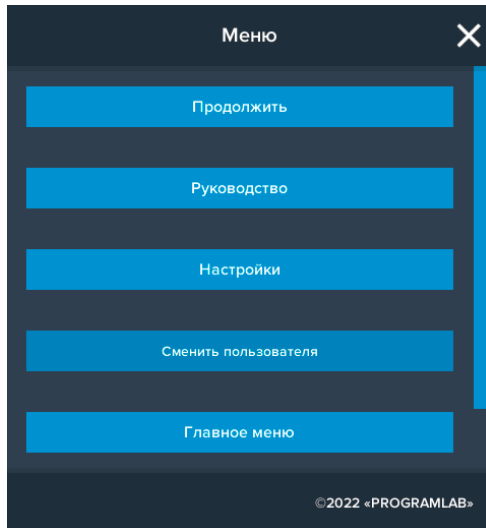 Меню
Продолжить
Руководство
Настройки
Сменить пользователя
Главное меню
©2022 «PROGRAMLAB»